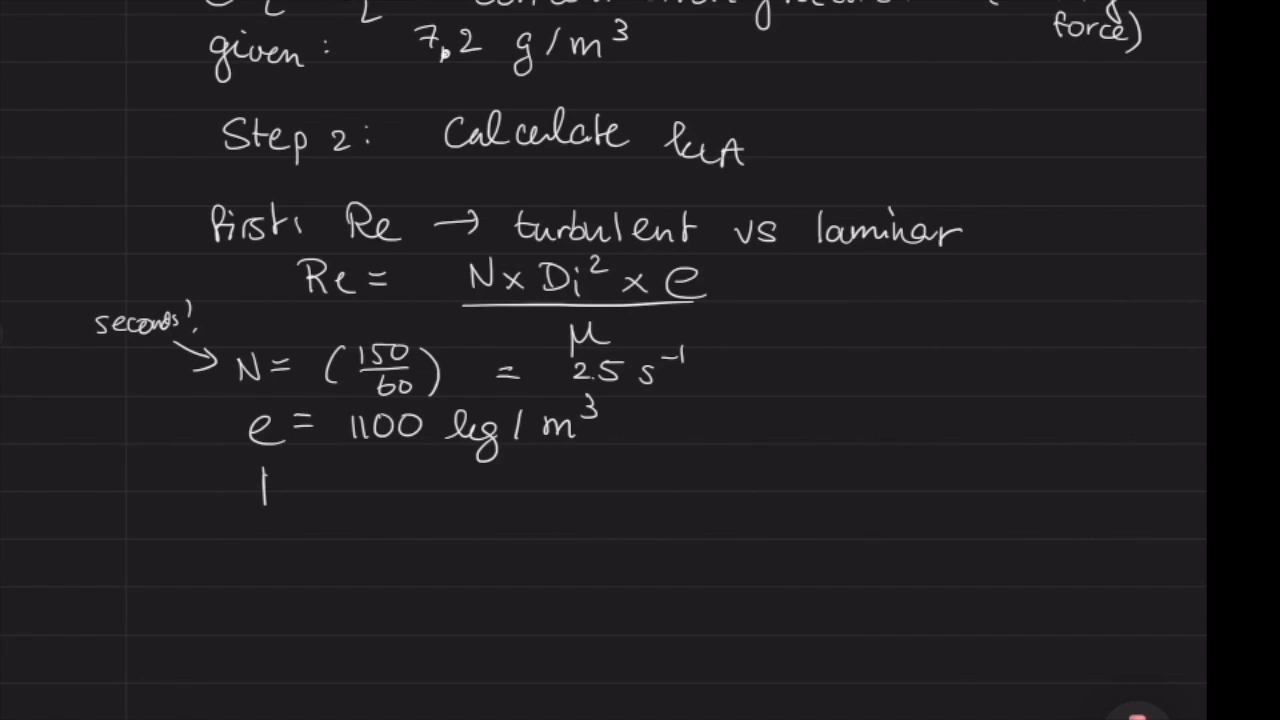 given : 7.2 g/m³
force)
Step 2: Calculate kLA
first: Re → turbulent vs laminar
Re = N x Di² x ρ
μ
seconds!
N = (150/60) = 2.5 s⁻¹
ρ = 1100 kg/m³